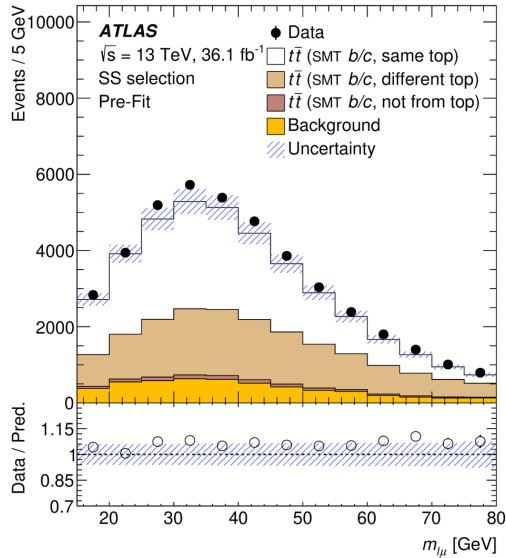 Events / 5 GeV
10000
8000
6000
4000
2000
0
ATLAS
√s = 13 TeV, 36.1 fb⁻¹
SS selection
Pre-Fit
Data
tt̅ (SMT b/c, same top)
tt̅ (SMT b/c, different top)
tt̅ (SMT b/c, not from top)
Background
Uncertainty
Data / Pred.
1.15
1
0.85
0.7
20 30 40 50 60 70 80
m_{lμ} [GeV]